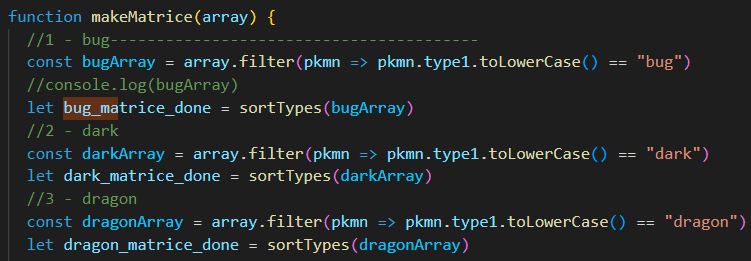 function makeMatrice(array) {
//1 - bug----------------------------------------
const bugArray = array.filter(pkmn => pkmn.type1.toLowerCase() == "bug")
//console.log(bugArray)
let bug_matrice_done = sortTypes(bugArray)
//2 - dark
const darkArray = array.filter(pkmn => pkmn.type1.toLowerCase() == "dark")
let dark_matrice_done = sortTypes(darkArray)
//3 - dragon
const dragonArray = array.filter(pkmn => pkmn.type1.toLowerCase() == "dragon")
let dragon_matrice_done = sortTypes(dragonArray)